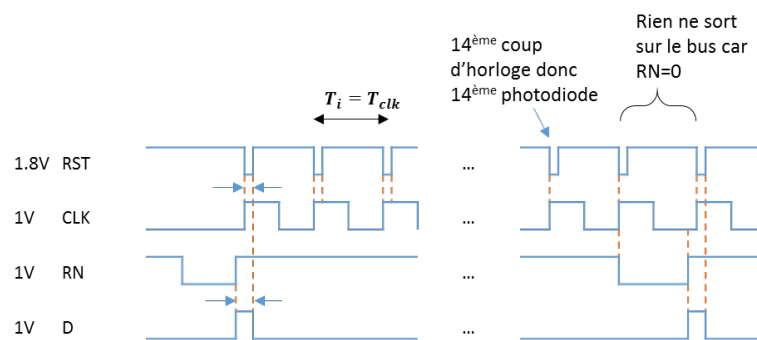 14ème coup
d'horloge donc
14ème photodiode
Rien ne sort
sur le bus car
RN=0
Ti = Tclk
1.8V RST
...
...
1V CLK
...
1V RN
...
1V D
...